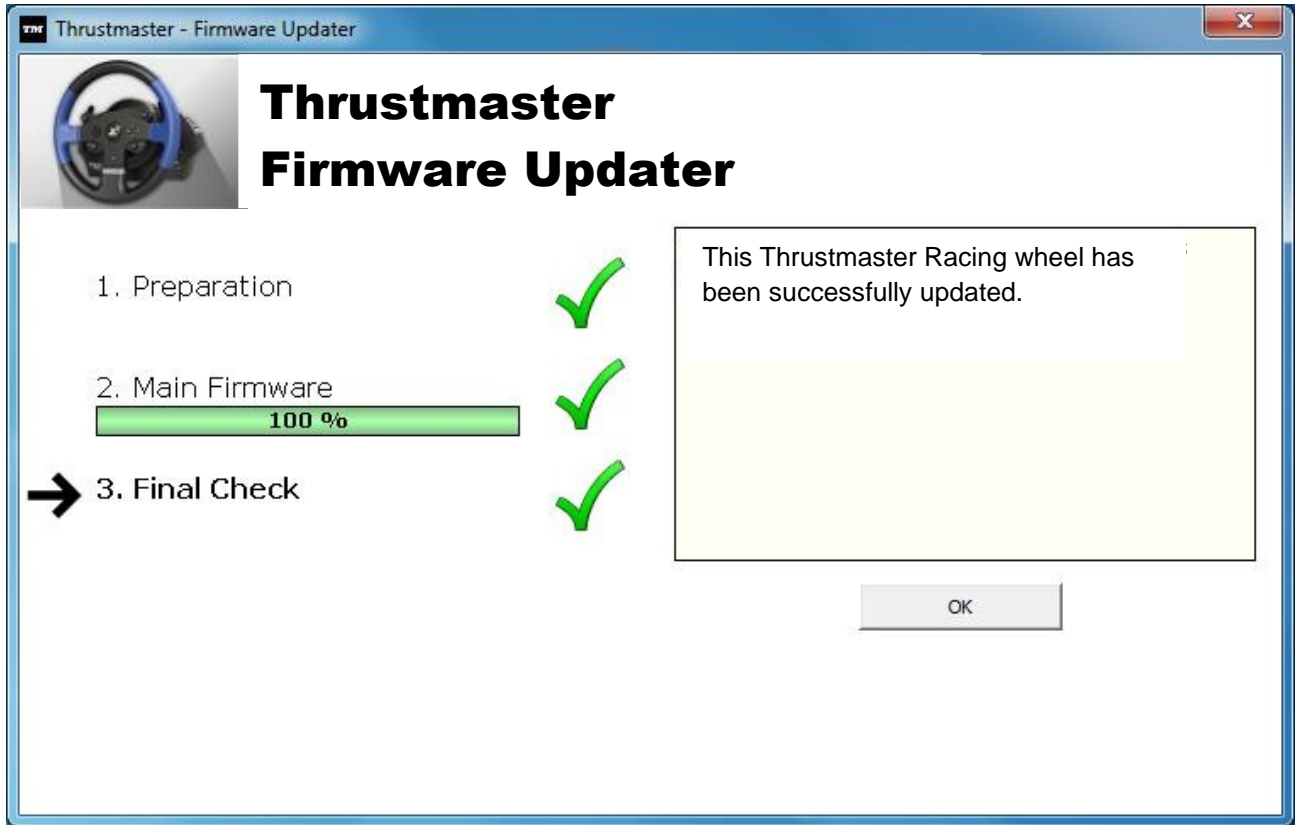 TM Thrustmaster - Firmware Updater
Thrustmaster
Firmware Updater
1. Preparation
2. Main Firmware
100 %
3. Final Check
This Thrustmaster Racing wheel has
been successfully updated.
OK